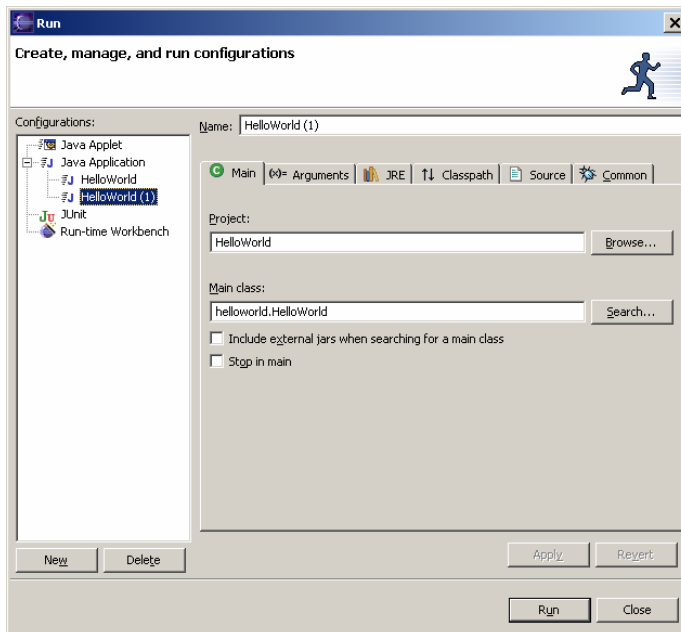 Run
Create, manage, and run configurations
Configurations:
Java Applet
Java Application
HelloWorld
HelloWorld (1)
JUnit
Run-time Workbench
New
Delete
Name: HelloWorld (1)
Main (x)= Arguments JRE Classpath Source Common
Project:
HelloWorld
Browse...
Main class:
helloworld.HelloWorld
Search...
Include external jars when searching for a main class
Stop in main
Apply
Revert
Run
Close